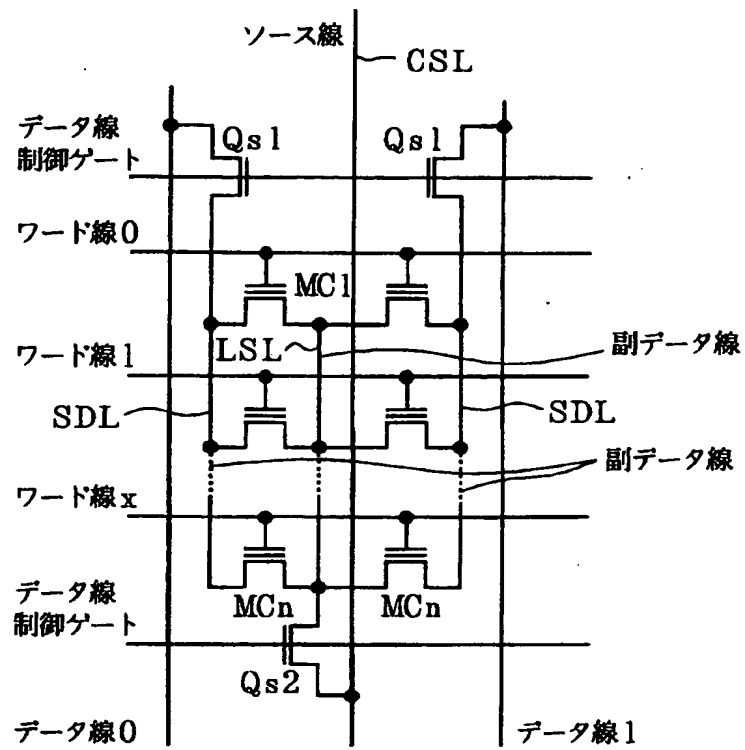 ソース線
CSL
データ線
制御ゲート
Qs1
Qs1
ワード線0
MC1
LSL
副データ線
ワード線1
SDL
SDL
副データ線
ワード線x
MCn
MCn
データ線
制御ゲート
Qs2
データ線0
データ線1